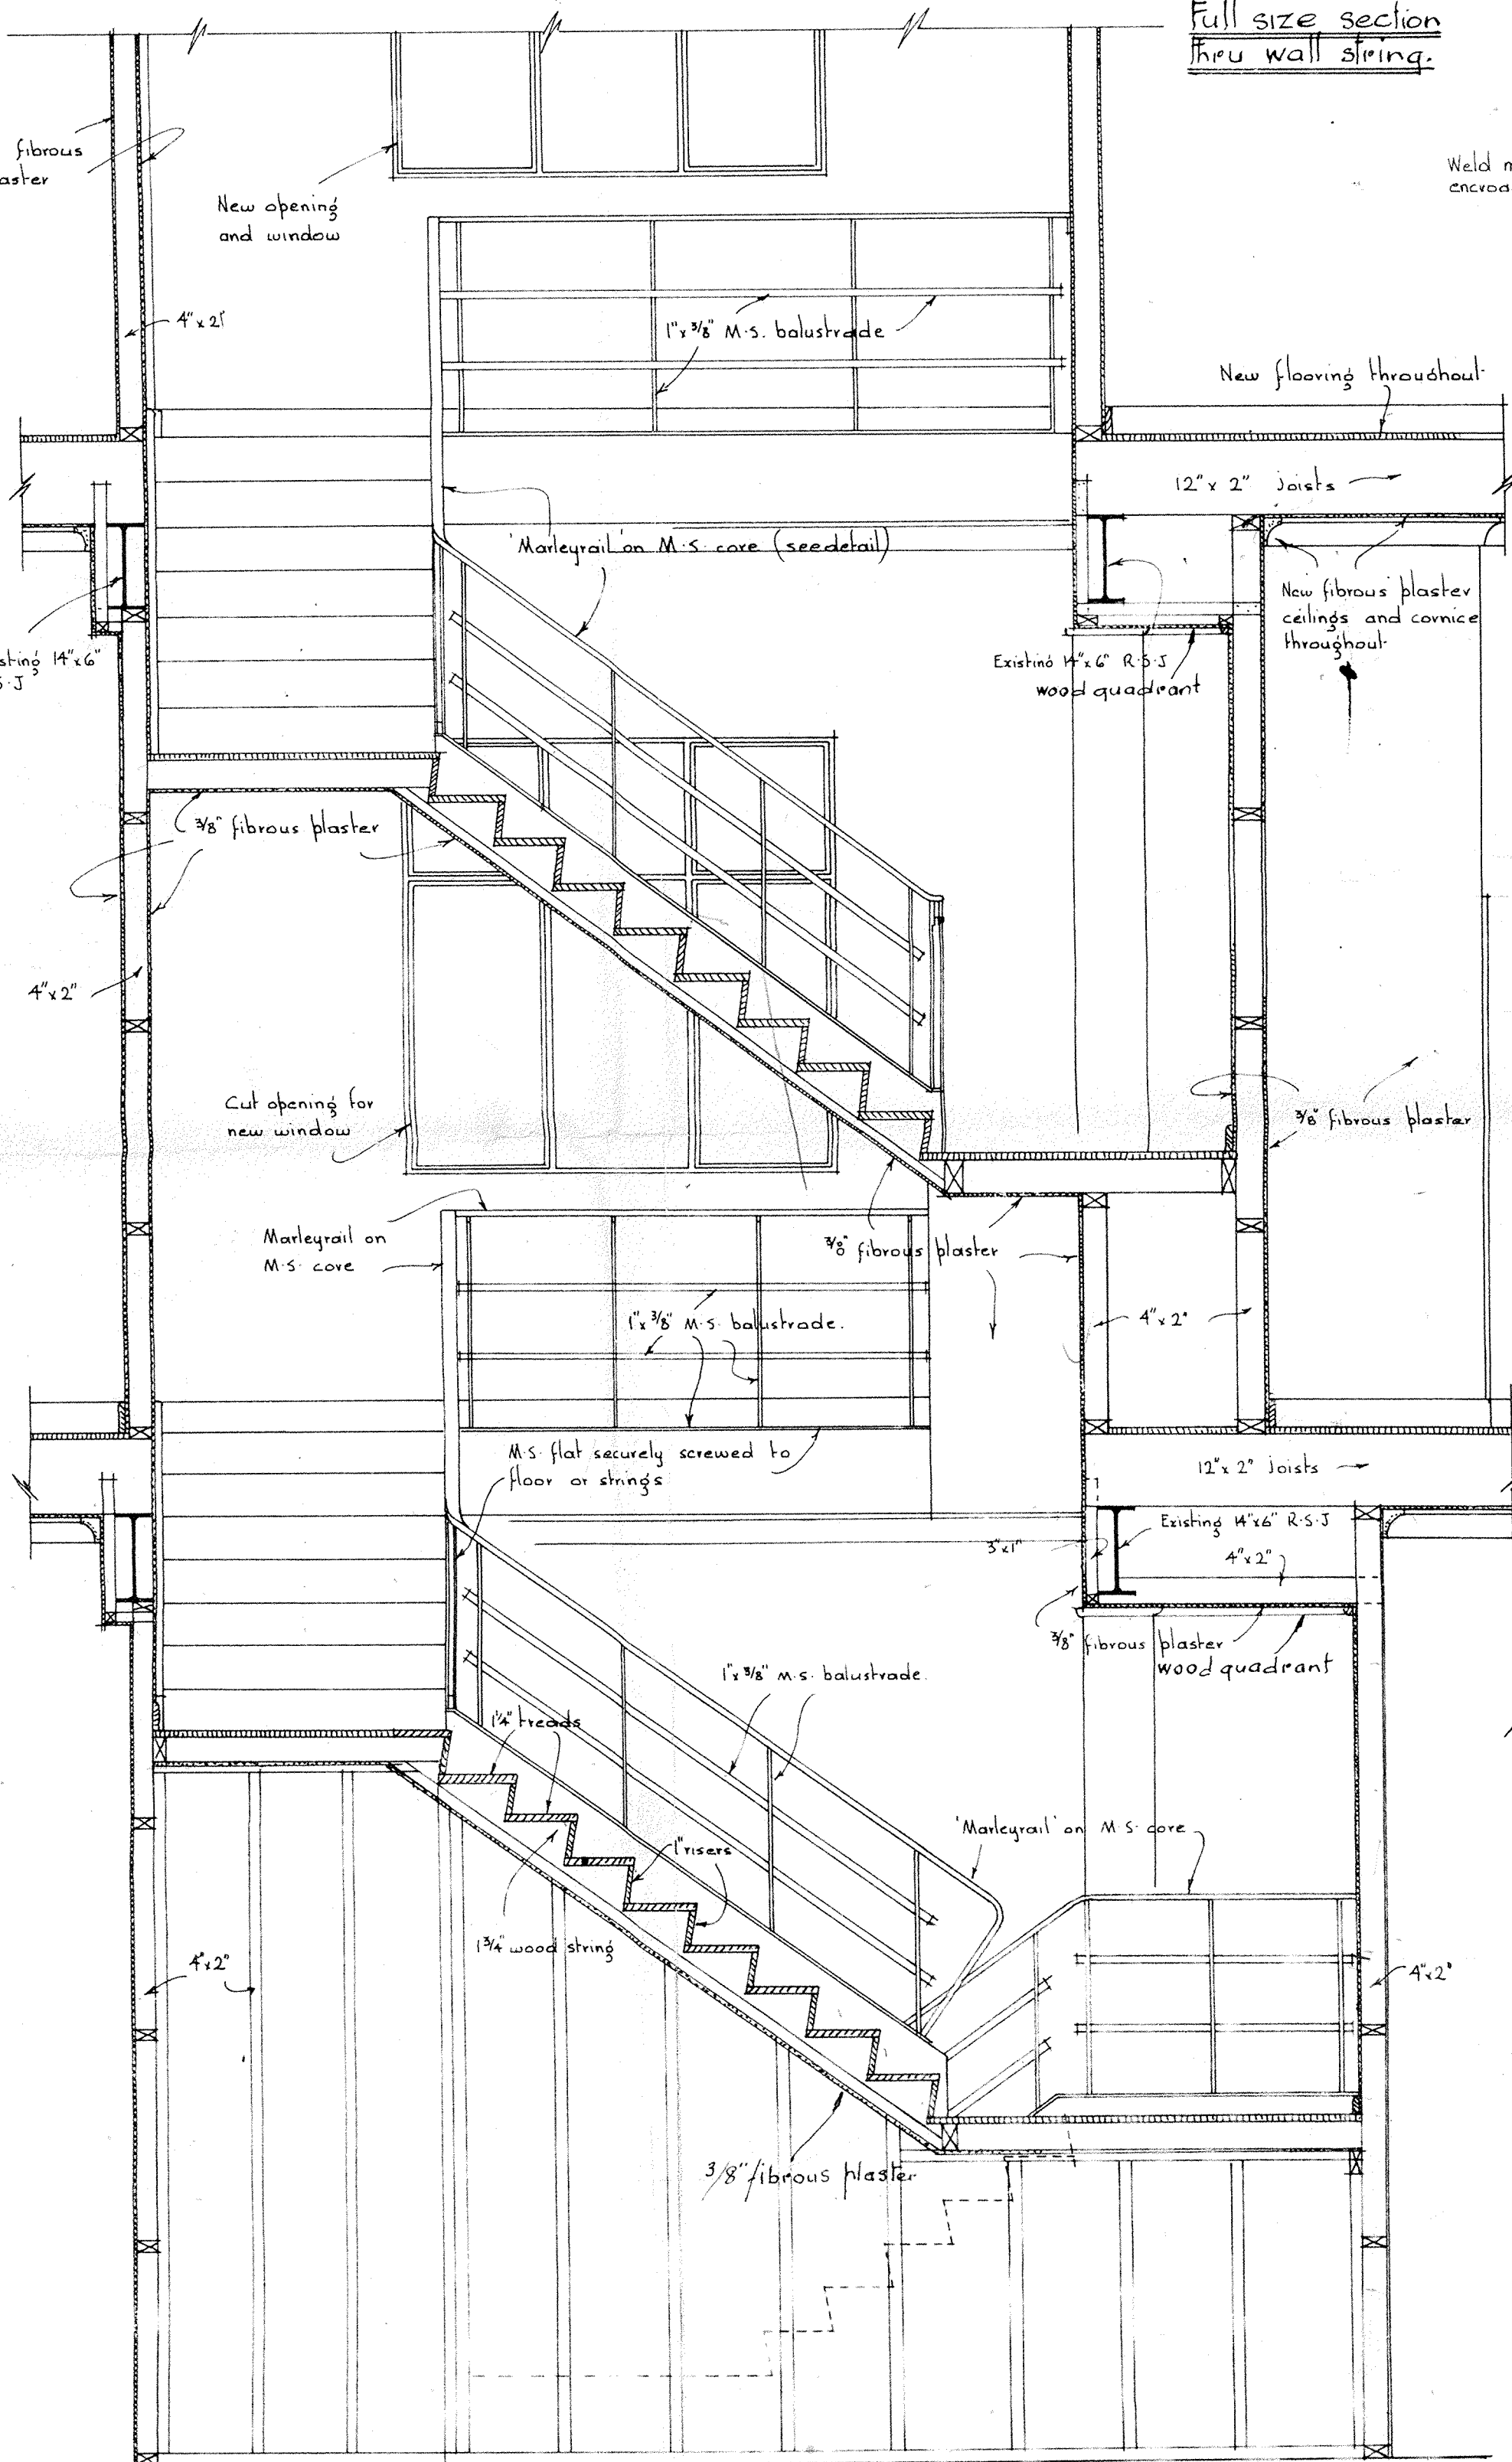 Full size section
thru wall string.
fibrous
Weld
New opening
and window
4" x 2"
1" x 3/8" M.S. balustrade
New flooring throughout
12" x 2" joists
'Marleyrail' on M.S. core (see detail)
New fibrous plaster
ceilings and cornice
throughout
14" x 6"
Existing 14" x 6" R.S.J
wood quadrant
3/8" fibrous plaster
4" x 2"
Cut opening for
new window
3/8" fibrous plaster
Marleyrail on
M.S. core
3/8" fibrous plaster
1" x 3/8" M.S. balustrade.
4" x 2"
M.S. flat securely screwed to
floor or strings
12" x 2" joists
Existing 14" x 6" R.S.J
3" x 1"
4" x 2"
3/8" fibrous plaster
wood quadrant
1" x 3/8" M.S. balustrade.
1 1/4" treads
'Marleyrail' on M.S. core
1" risers
1 3/4" wood string
4" x 2"
4" x 2"
3/8" fibrous plaster